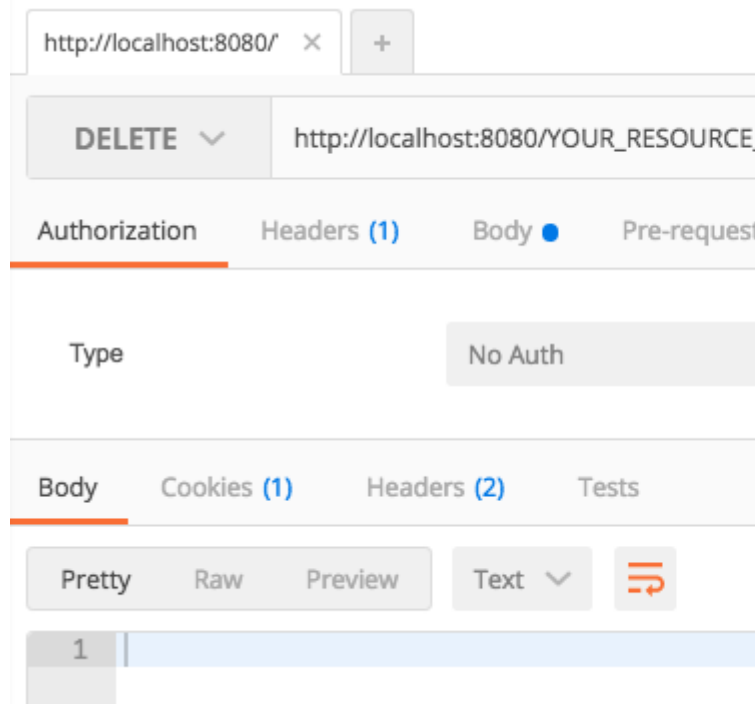 http://localhost:8080/
DELETE http://localhost:8080/YOUR_RESOURCE_
Authorization Headers (1) Body Pre-request
Type No Auth
Body Cookies (1) Headers (2) Tests
Pretty Raw Preview Text
1